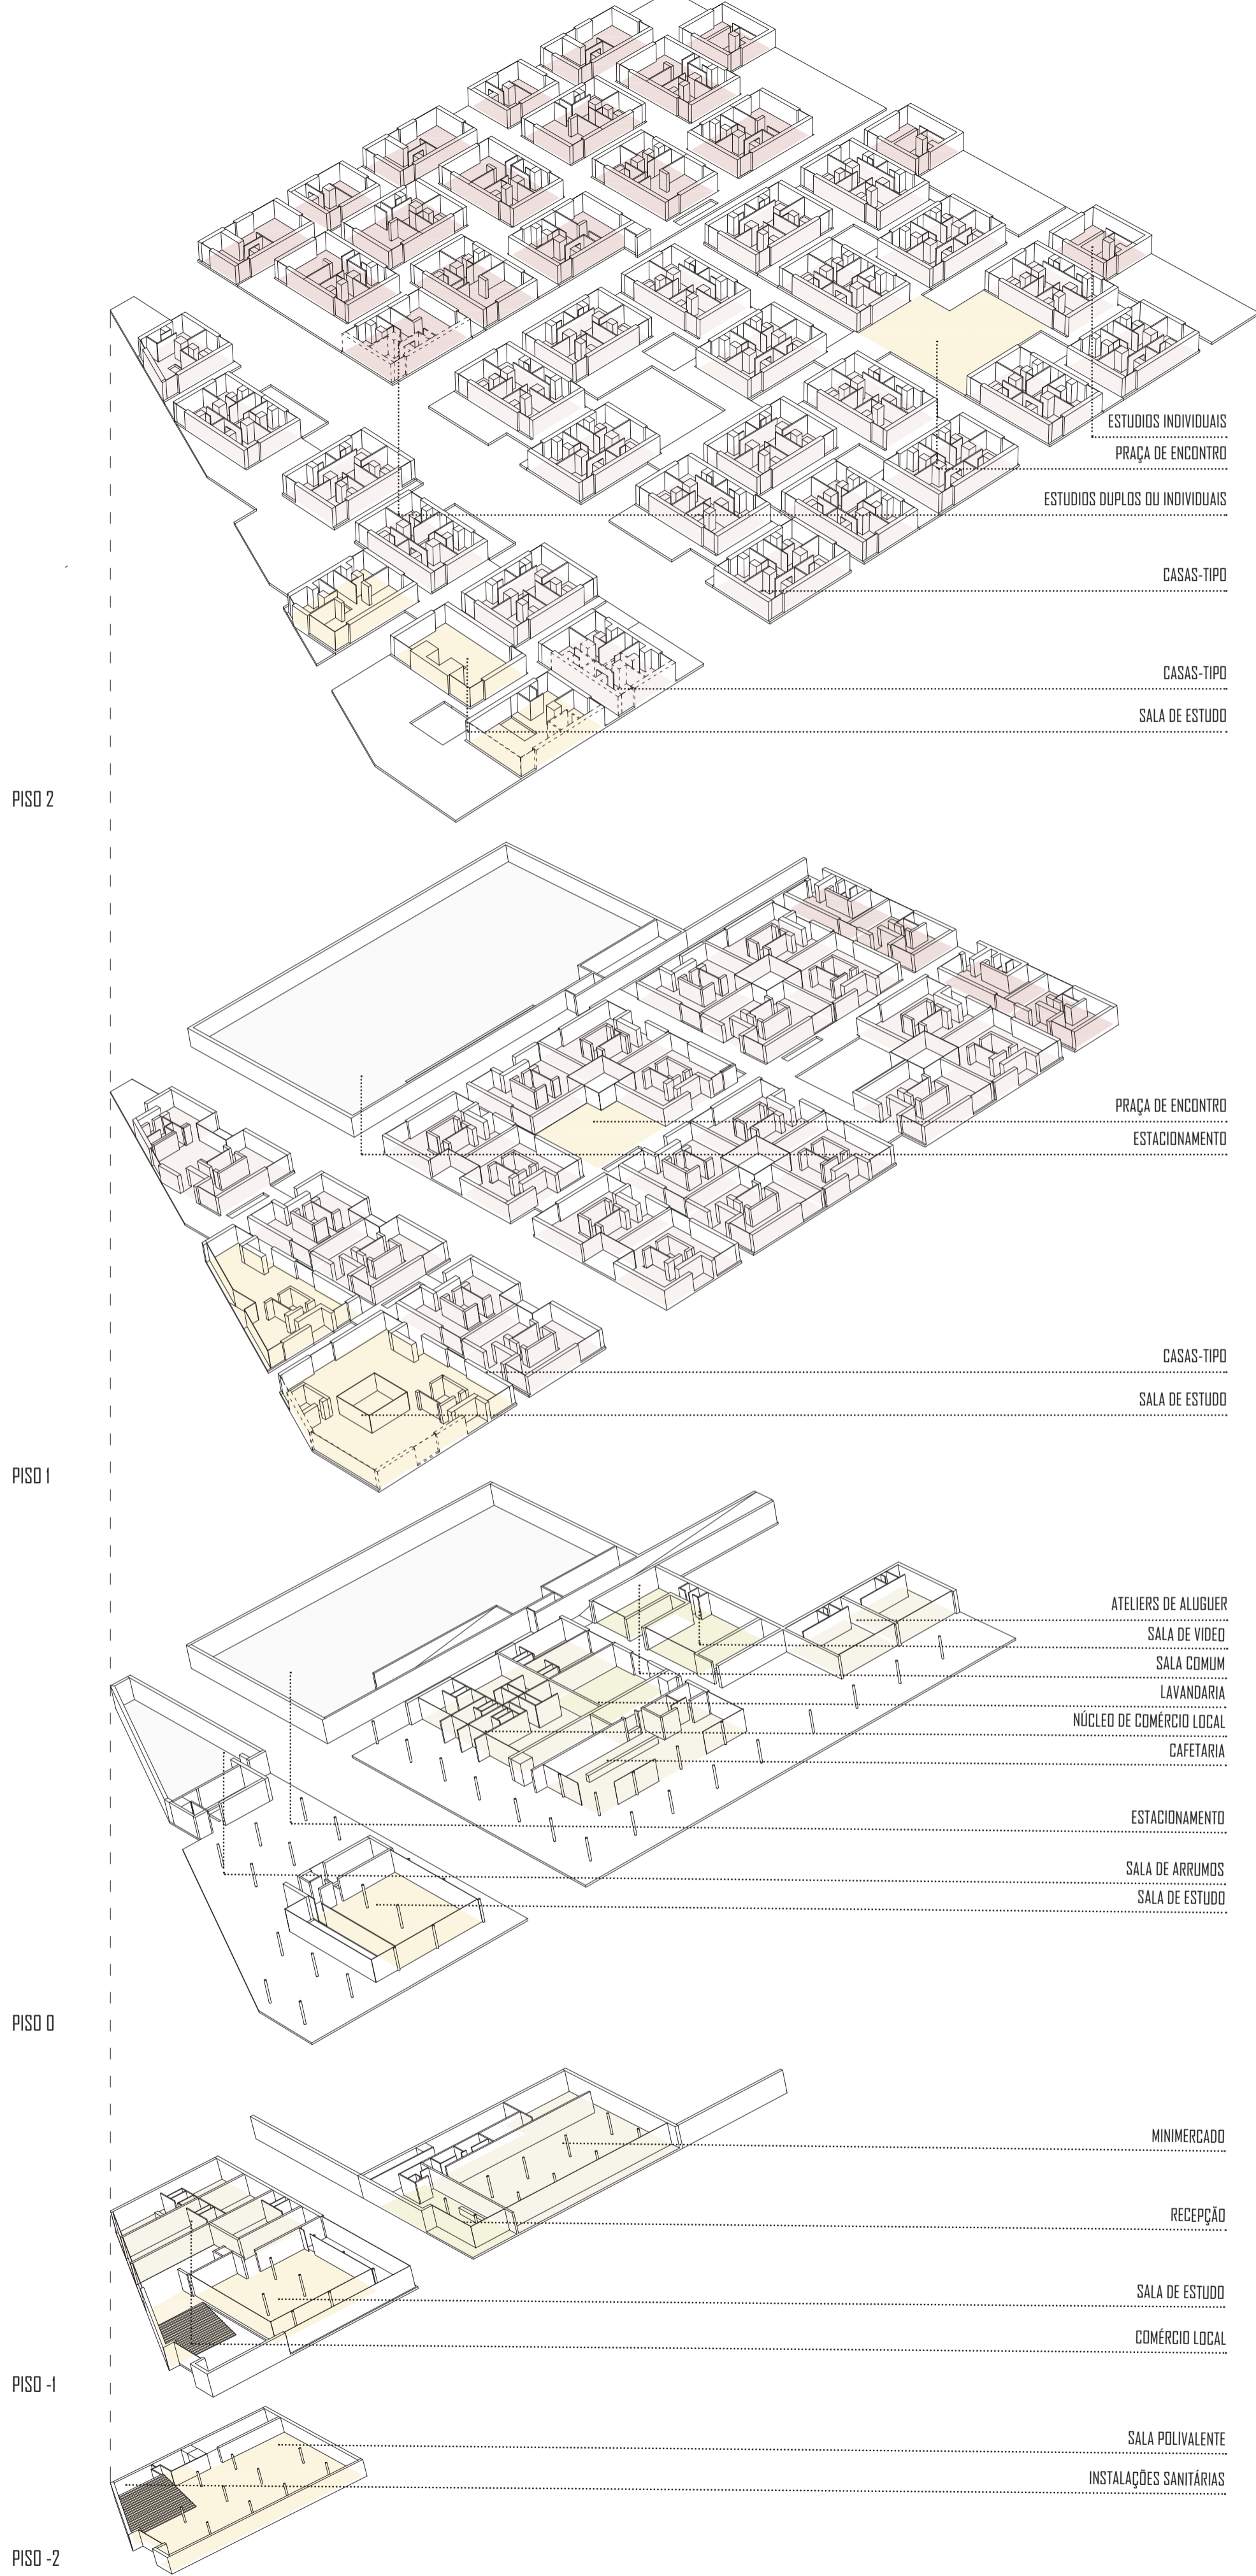 ESTUDIOS INDIVIDUAIS
PRAÇA DE ENCONTRO
ESTUDIOS DUPLOS OU INDIVIDUAIS
CASAS-TIPO
CASAS-TIPO
SALA DE ESTUDO
PISO 2
PRAÇA DE ENCONTRO
ESTACIONAMENTO
CASAS-TIPO
SALA DE ESTUDO
PISO 1
ATELIERS DE ALUGUER
SALA DE VIDEO
SALA COMUM
LAVANDARIA
NÚCLEO DE COMÉRCIO LOCAL
CAFETARIA
ESTACIONAMENTO
SALA DE ARRUMOS
SALA DE ESTUDO
PISO 0
MINIMERCADO
RECEPÇÃO
SALA DE ESTUDO
COMÉRCIO LOCAL
PISO -1
SALA POLIVALENTE
INSTALAÇÕES SANITÁRIAS
PISO -2